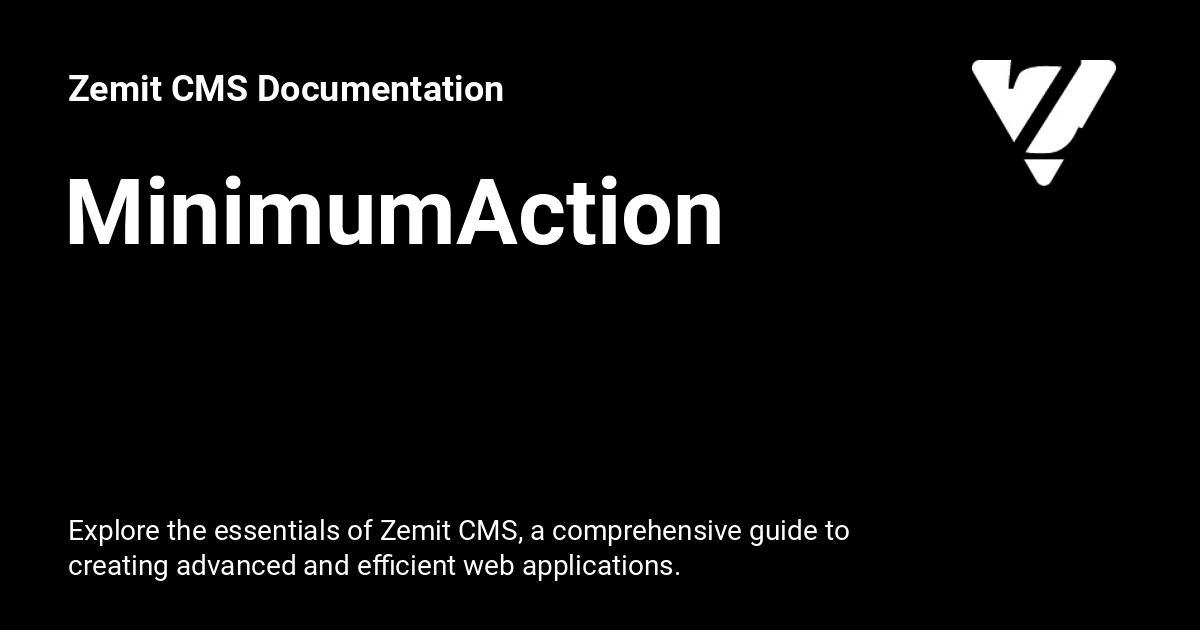 Zemit CMS Documentation
MinimumAction
Explore the essentials of Zemit CMS, a comprehensive guide to
creating advanced and efficient web applications.